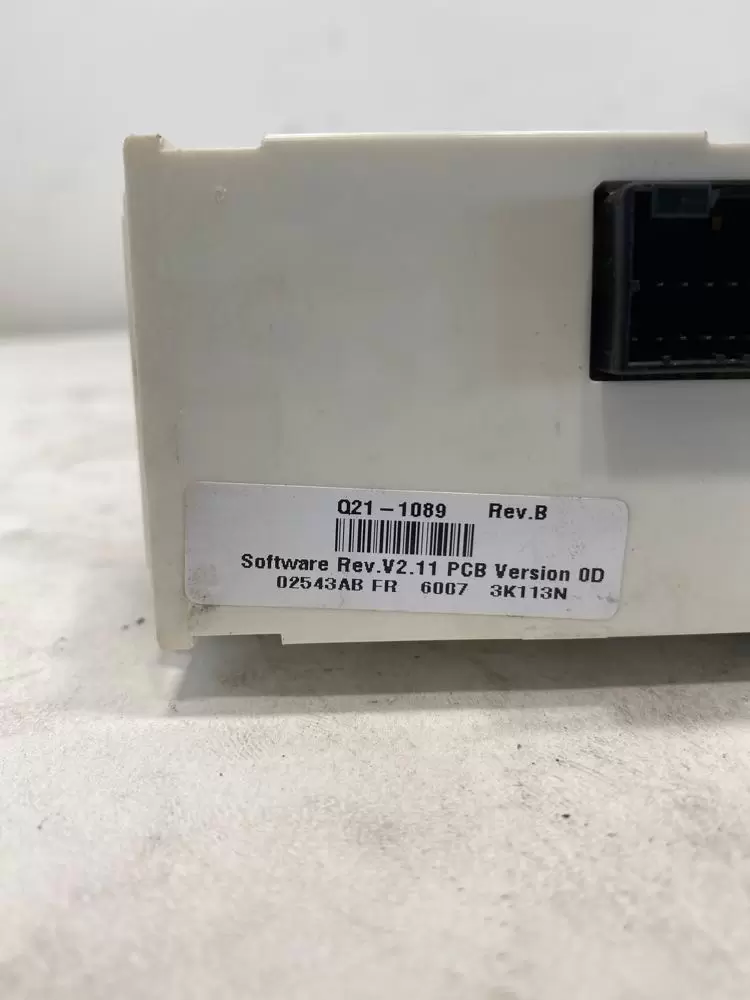 Q21-1089 Rev.B
Software Rev.V2.11 PCB Version 0D
02543AB FR 6007 3K113N